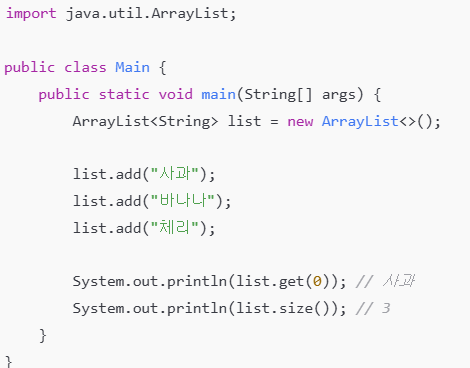 import java.util.ArrayList;
public class Main {
public static void main(String[] args) {
ArrayList<String> list = new ArrayList<>();
list.add("사과");
list.add("바나나");
list.add("체리");
System.out.println(list.get(0)); // 사과
System.out.println(list.size()); // 3
}
}